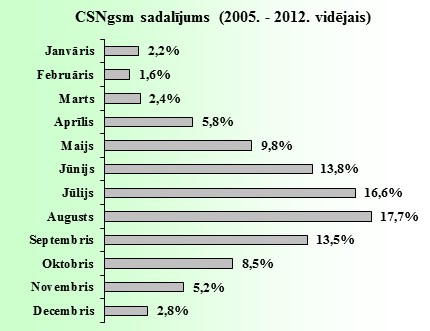 CSNgsm sadalījums (2005. - 2012. vidējais)
Janvāris 2,2%
Februāris 1,6%
Marts 2,4%
Aprīlis 5,8%
Maijs 9,8%
Jūnijs 13,8%
Jūlijs 16,6%
Augusts 17,7%
Septembris 13,5%
Oktobris 8,5%
Novembris 5,2%
Decembris 2,8%